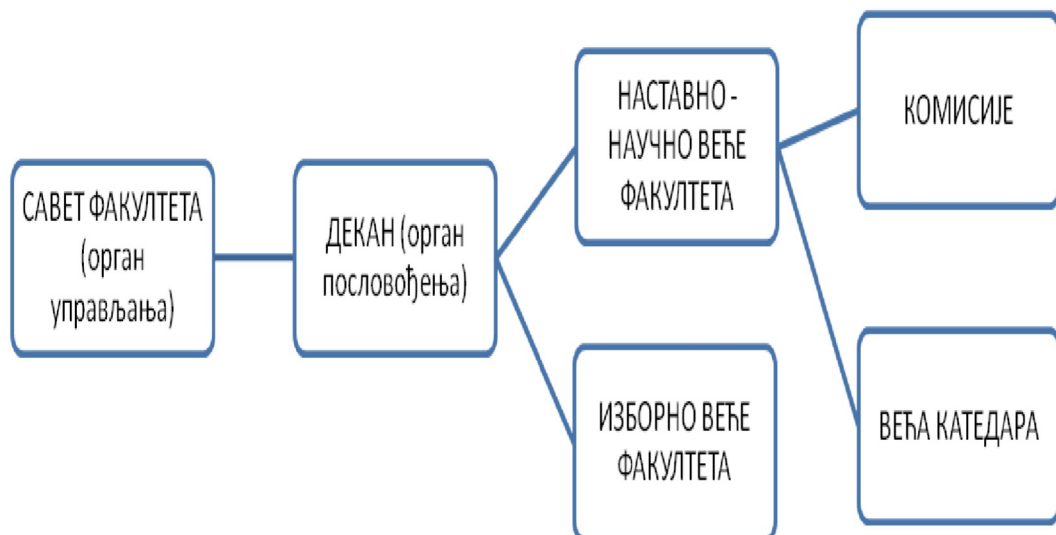 САВЕТ ФАКУЛТЕТА
(орган
управљања)
ДЕКАН (орган
пословођења)
НАСТАВНО -
НАУЧНО ВЕЋЕ
ФАКУЛТЕТА
ИЗБОРНО ВЕЋЕ
ФАКУЛТЕТА
КОМИСИЈЕ
ВЕЋА КАТЕДАРА